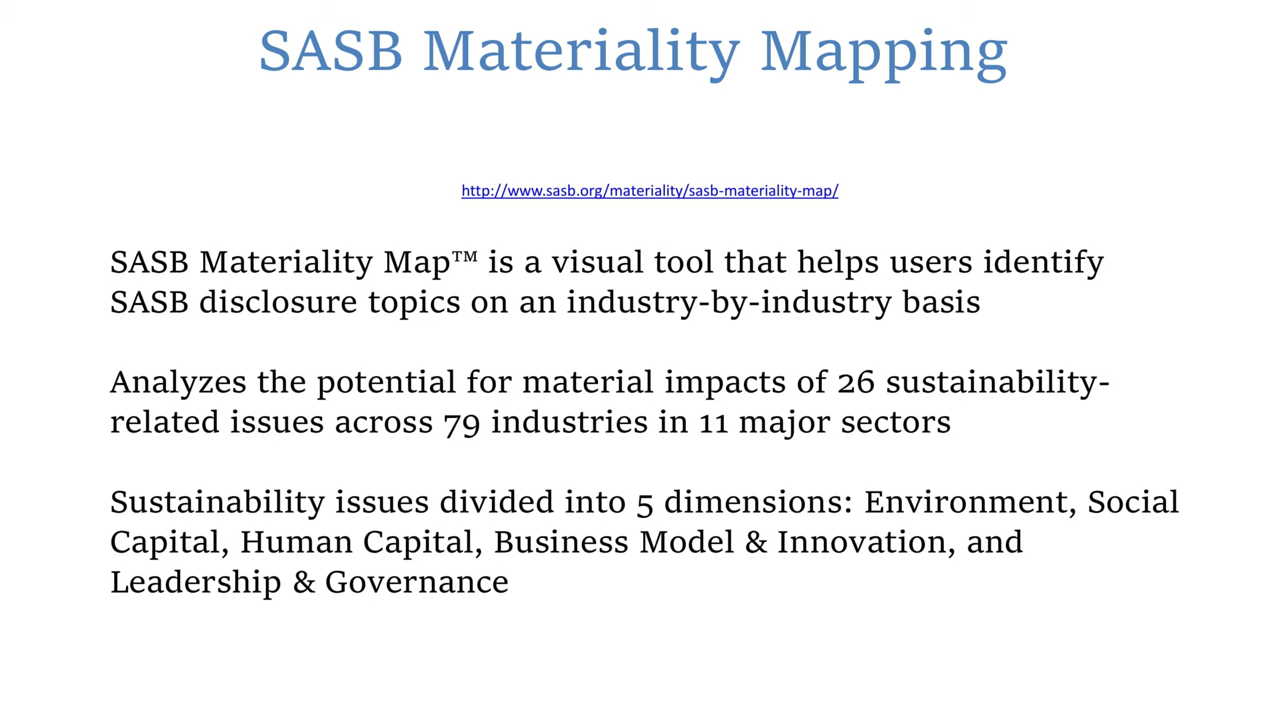 SASB Materiality Mapping
http://www.sasb.org/materiality/sasb-materiality-map/
SASB Materiality Map™ is a visual tool that helps users identify
SASB disclosure topics on an industry-by-industry basis
Analyzes the potential for material impacts of 26 sustainability-
related issues across 79 industries in 11 major sectors
Sustainability issues divided into 5 dimensions: Environment, Social
Capital, Human Capital, Business Model & Innovation, and
Leadership & Governance